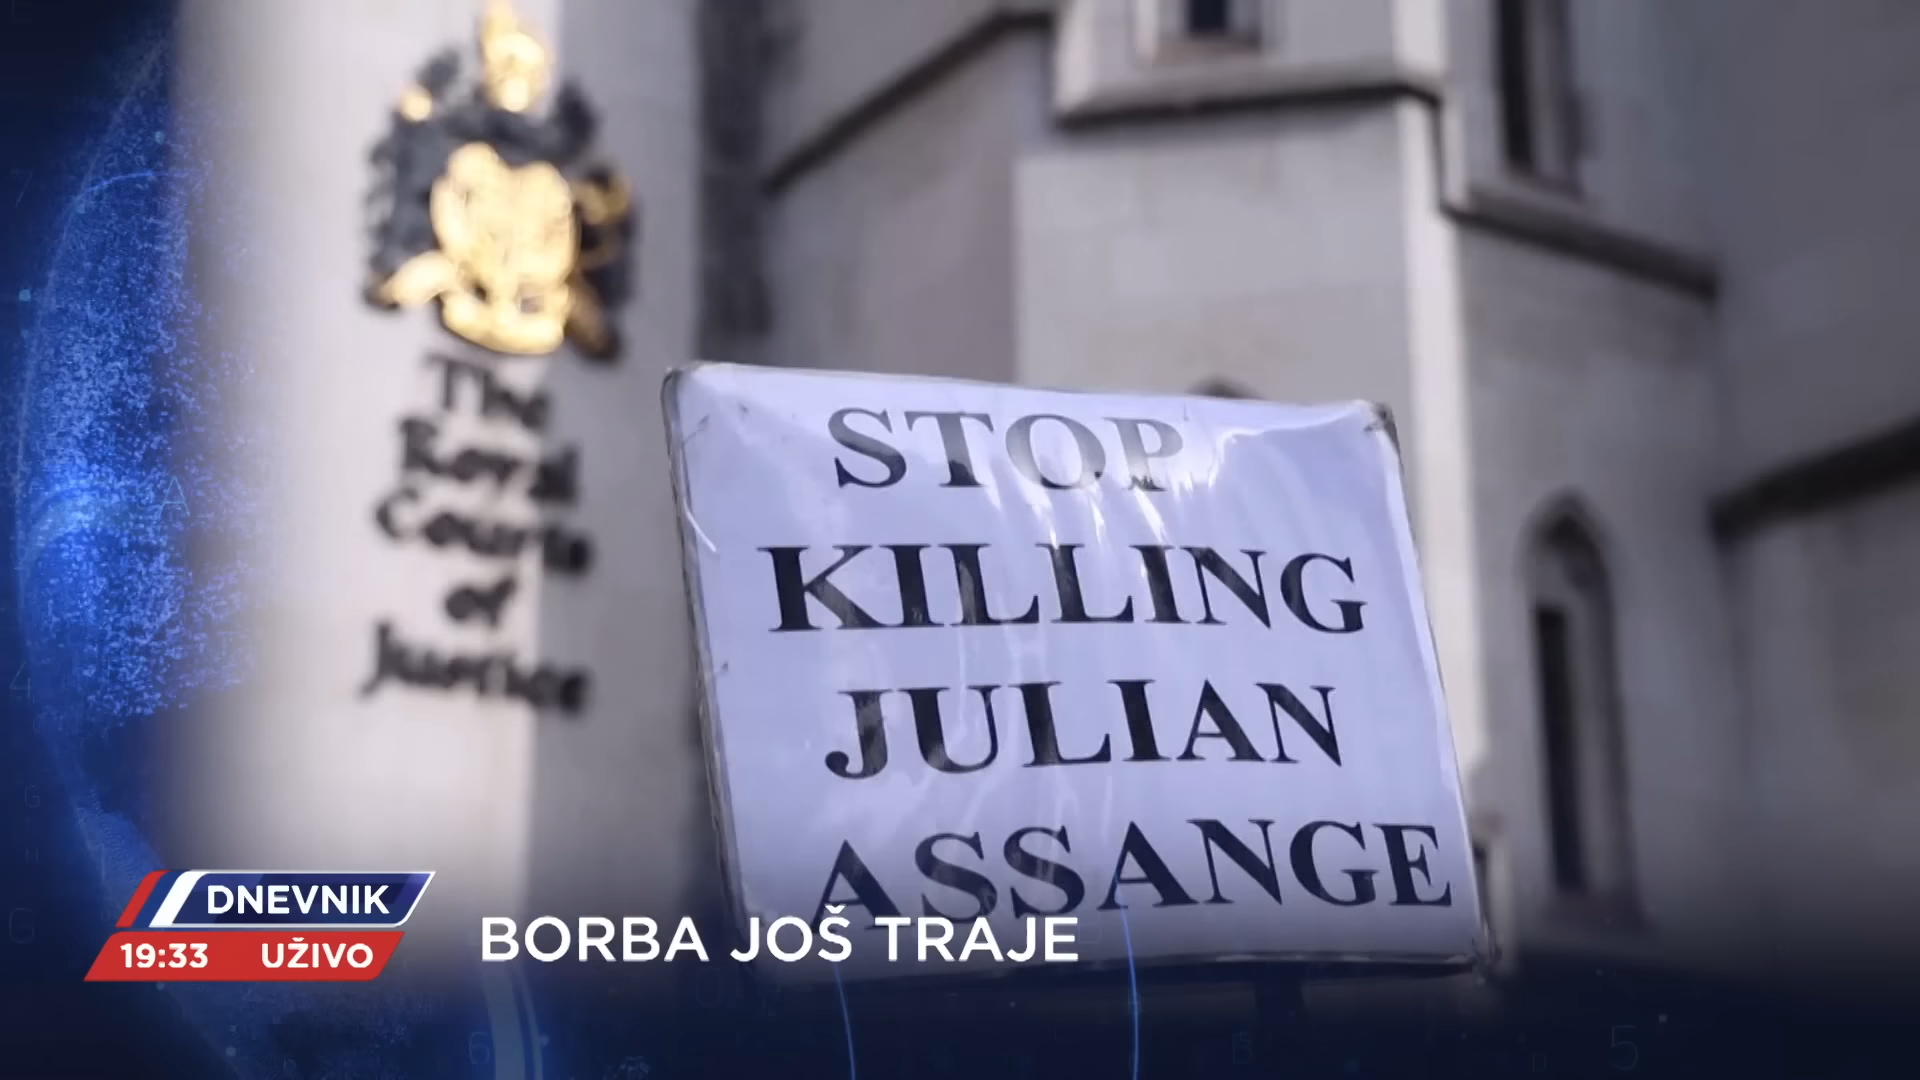 The
Royal
Courts
of
Justice
STOP
KILLING
JULIAN
ASSANGE
DNEVNIK
19:33 UŽIVO
BORBA JOŠ TRAJE